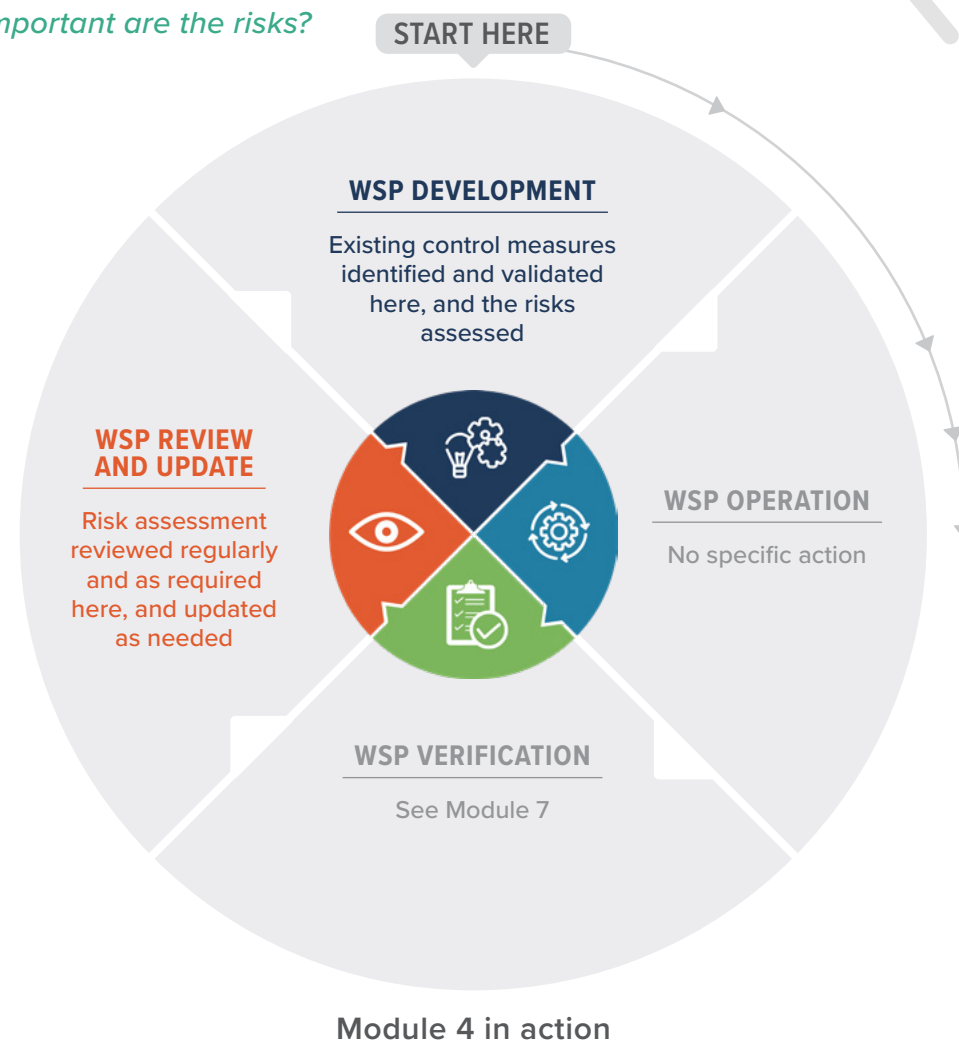 mportant are the risks?
START HERE
WSP DEVELOPMENT
Existing control measures
identified and validated
here, and the risks
assessed
WSP REVIEW
AND UPDATE
Risk assessment
reviewed regularly
and as required
here, and updated
as needed
WSP OPERATION
No specific action
WSP VERIFICATION
See Module 7
Module 4 in action